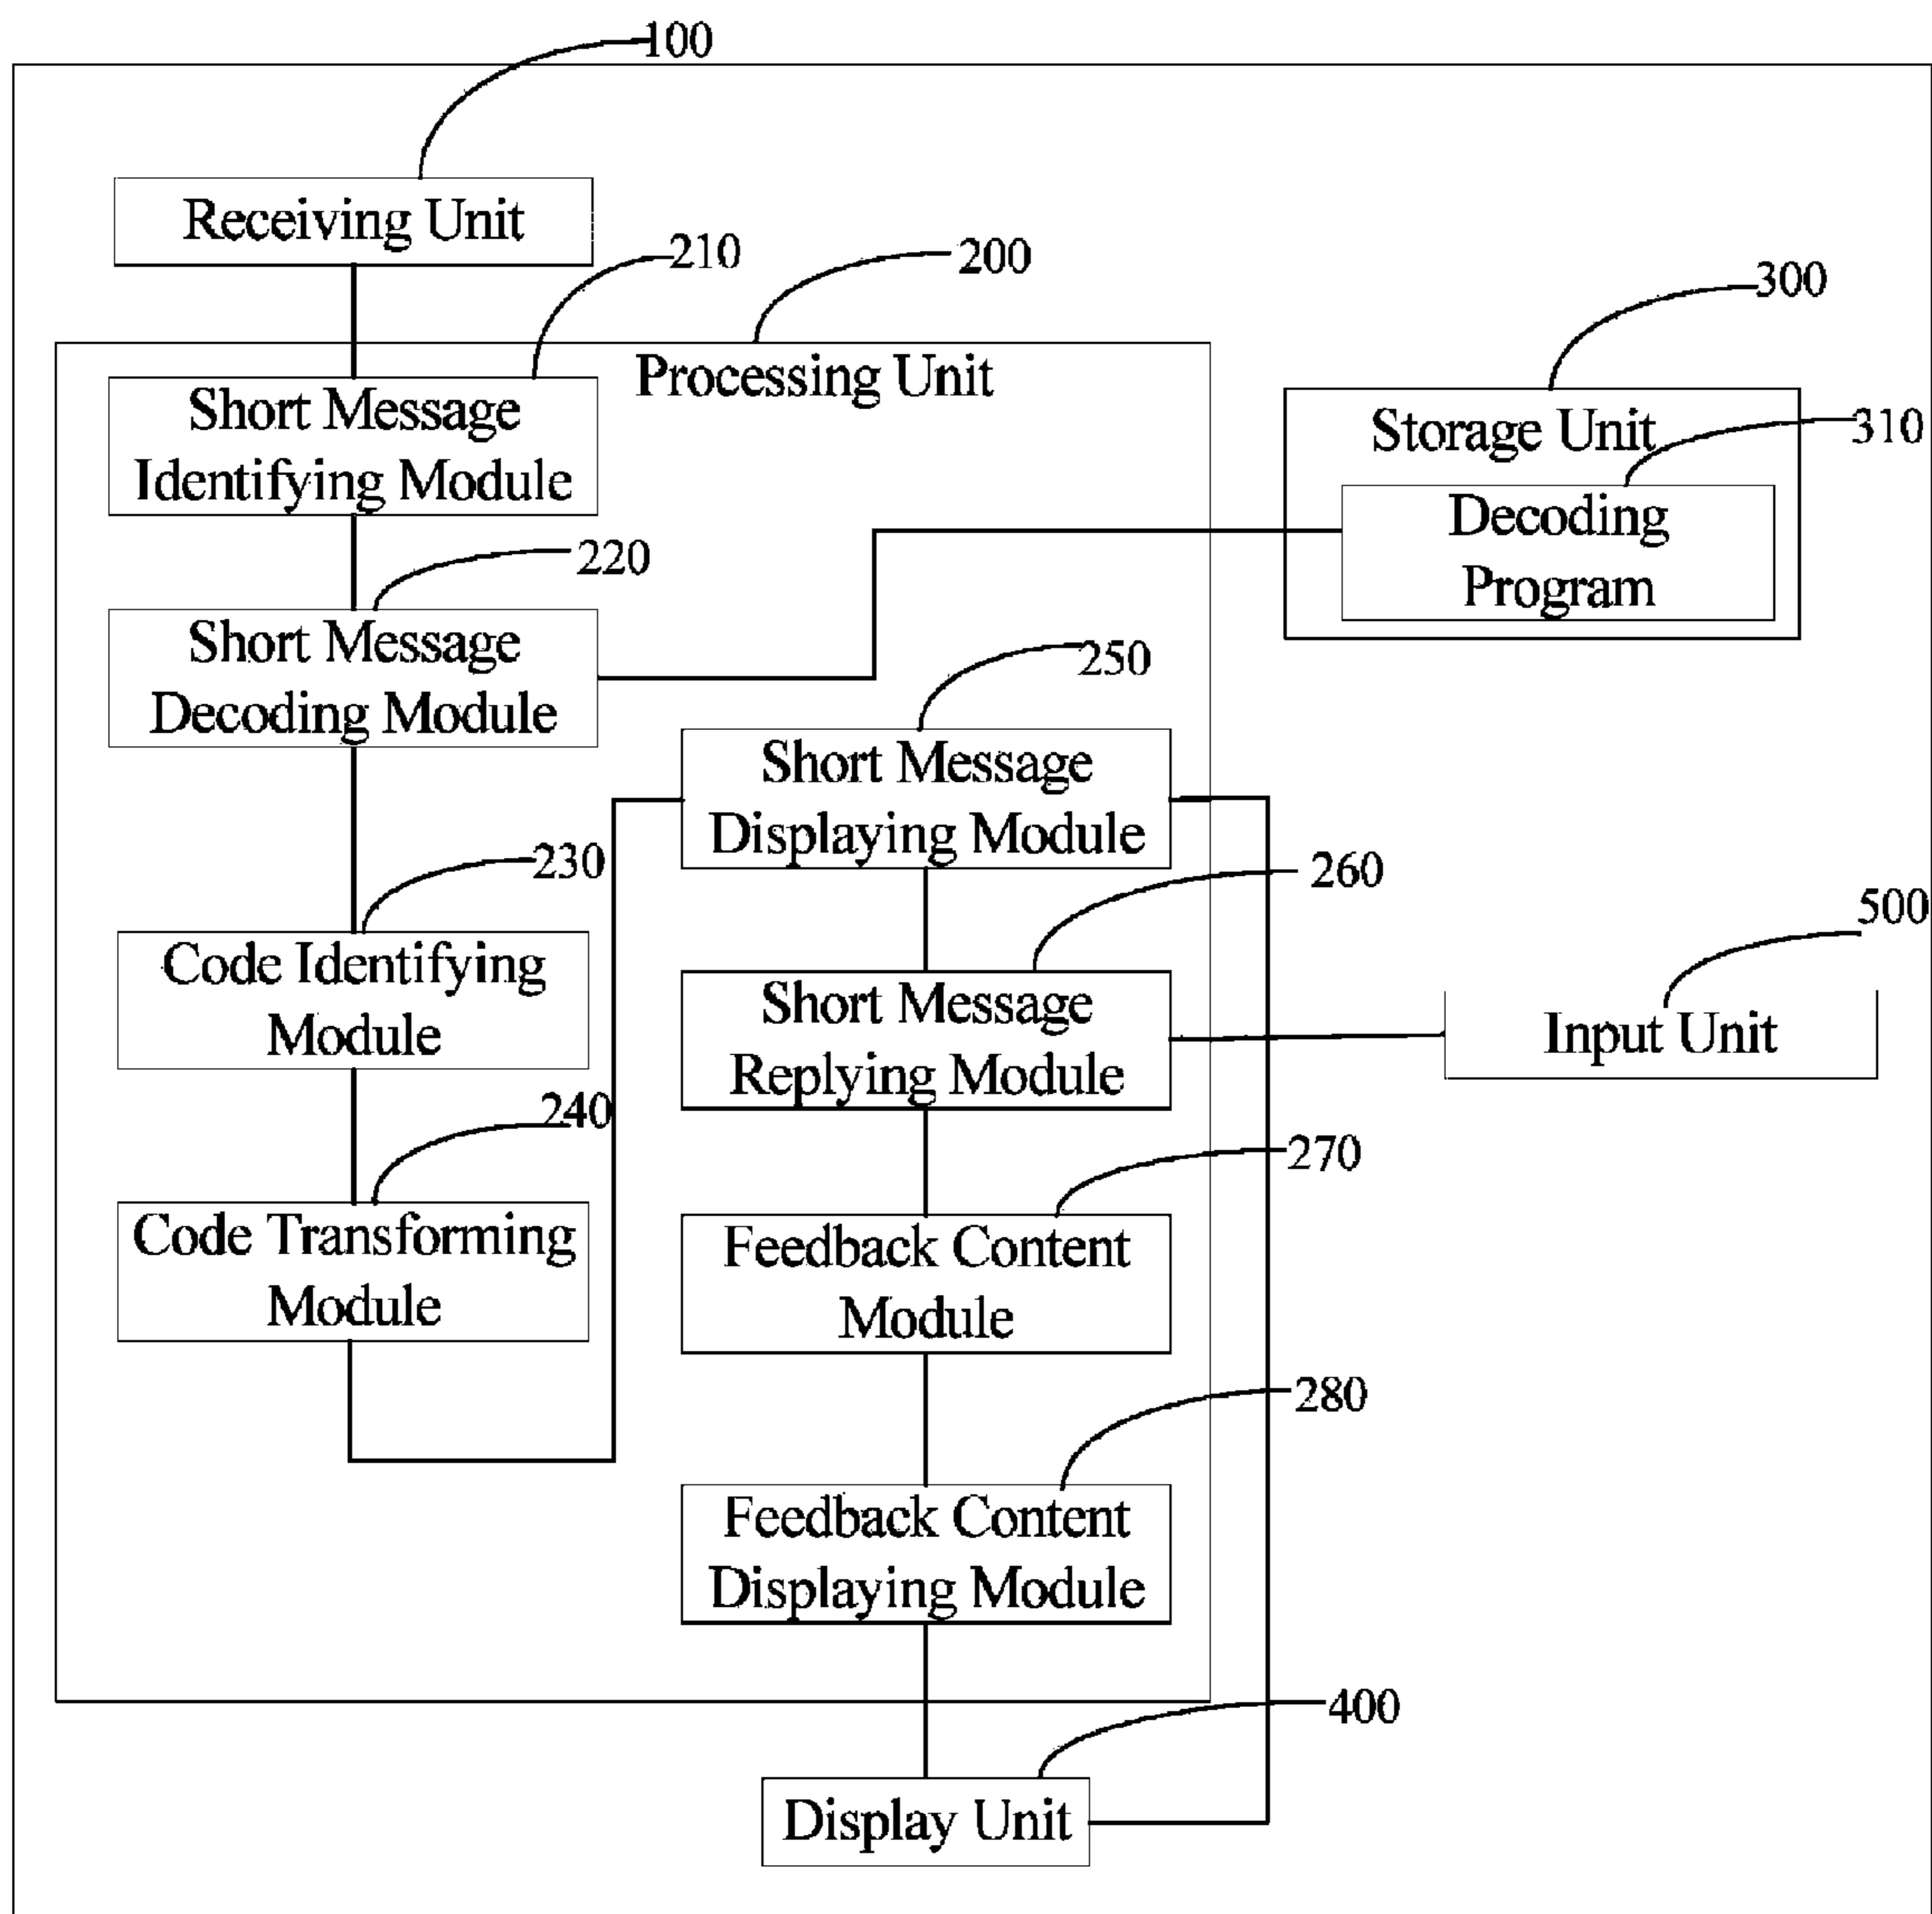 100
Receiving Unit
210
200
300
Processing Unit
Short Message
Identifying Module
Storage Unit
310
Decoding
Program
220
Short Message
Decoding Module
250
Short Message
Displaying Module
230
260
500
Code Identifying
Module
Short Message
Replying Module
Input Unit
240
270
Code Transforming
Module
Feedback Content
Module
280
Feedback Content
Displaying Module
400
Display Unit